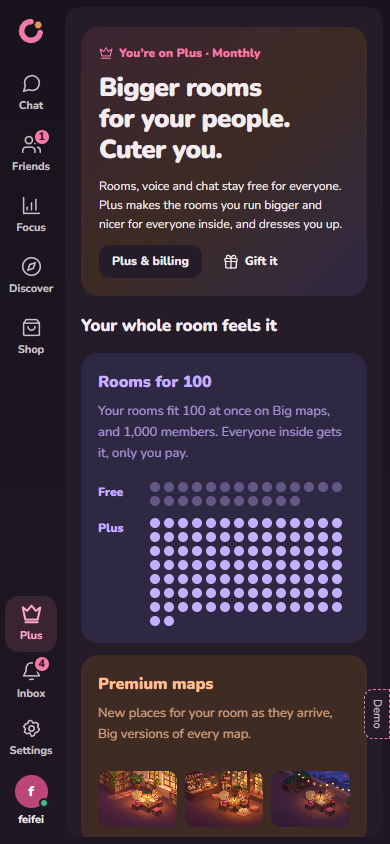 You're on Plus · Monthly
Bigger rooms
for your people.
Cuter you.
Rooms, voice and chat stay free for everyone.
Plus makes the rooms you run bigger and
nicer for everyone inside, and dresses you up.
Plus & billing
Gift it
Your whole room feels it
Rooms for 100
Your rooms fit 100 at once on Big maps,
and 1,000 members. Everyone inside gets
it, only you pay.
Free
Plus
Premium maps
New places for your room as they arrive,
Big versions of every map.
Chat
1
Friends
Focus
Discover
Shop
Plus
4
Inbox
Settings
f
feifei
Demo